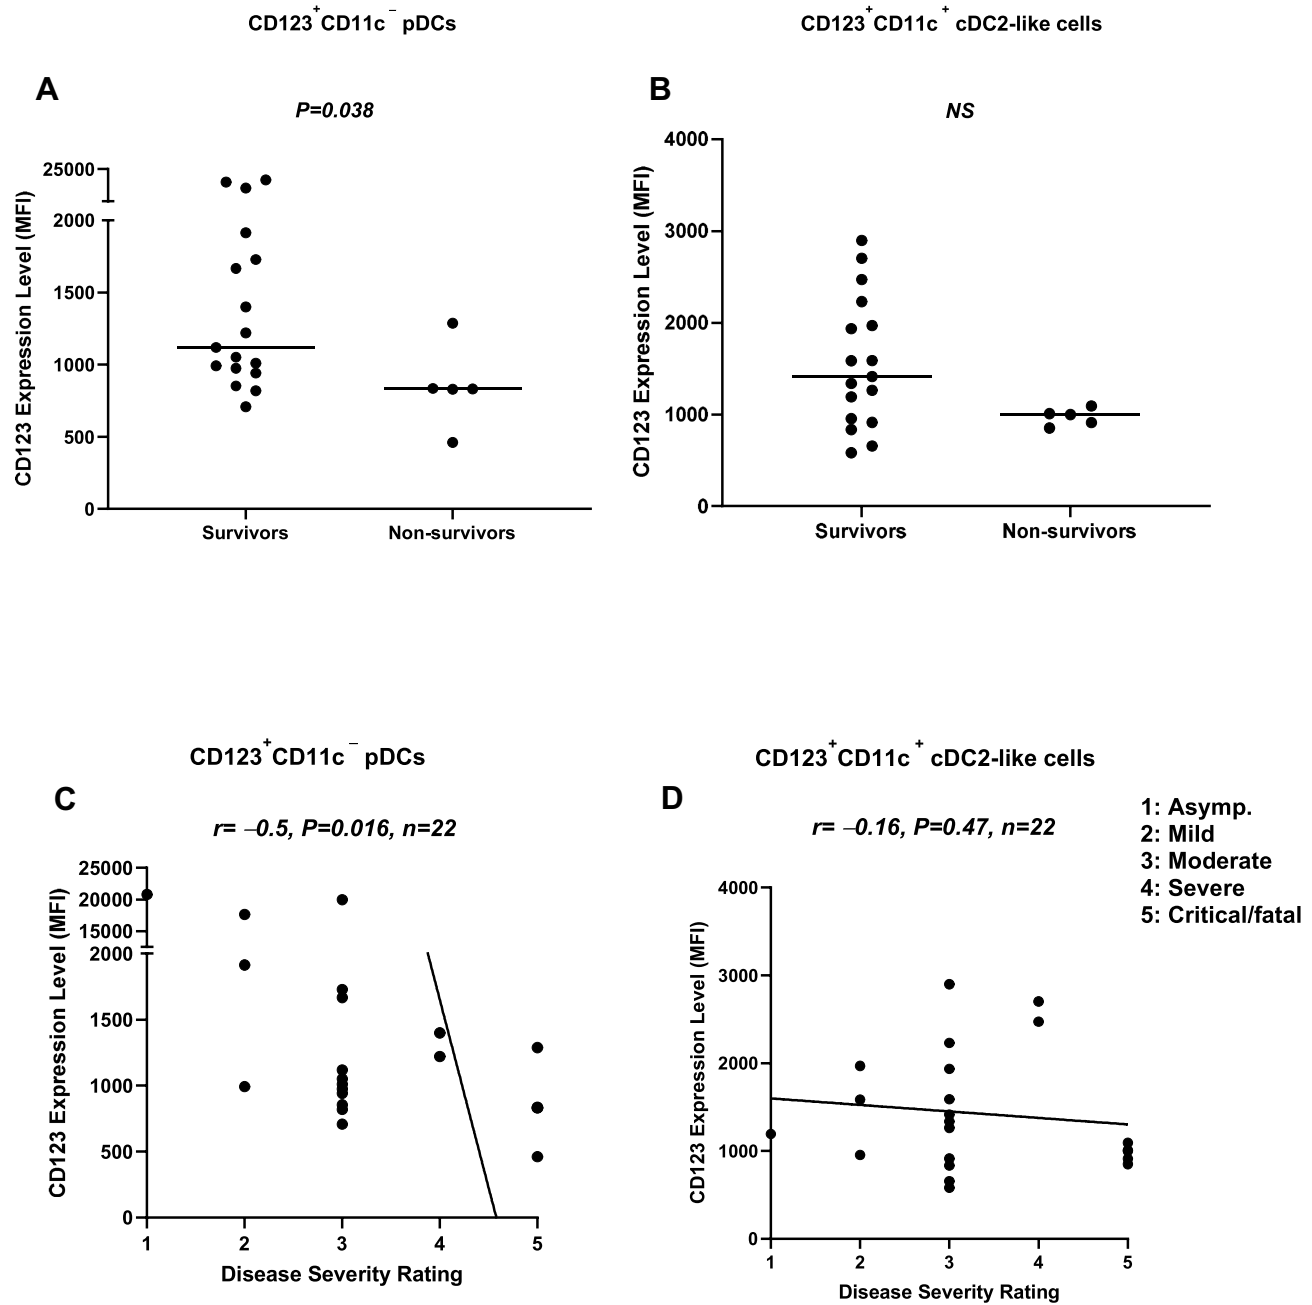 CD123+CD11c− pDCs
CD123+CD11c+ cDC2-like cells
A
B
P=0.038
NS
CD123 Expression Level (MFI)
25000
2000
1500
1000
500
0
Survivors
Non-survivors
CD123 Expression Level (MFI)
4000
3000
2000
1000
0
Survivors
Non-survivors
CD123+CD11c− pDCs
CD123+CD11c+ cDC2-like cells
C
D
r= −0.5, P=0.016, n=22
r= −0.16, P=0.47, n=22
1: Asymp.
2: Mild
3: Moderate
4: Severe
5: Critical/fatal
CD123 Expression Level (MFI)
25000
20000
15000
2000
1500
1000
500
0
1
2
3
4
5
Disease Severity Rating
CD123 Expression Level (MFI)
4000
3000
2000
1000
0
1
2
3
4
5
Disease Severity Rating